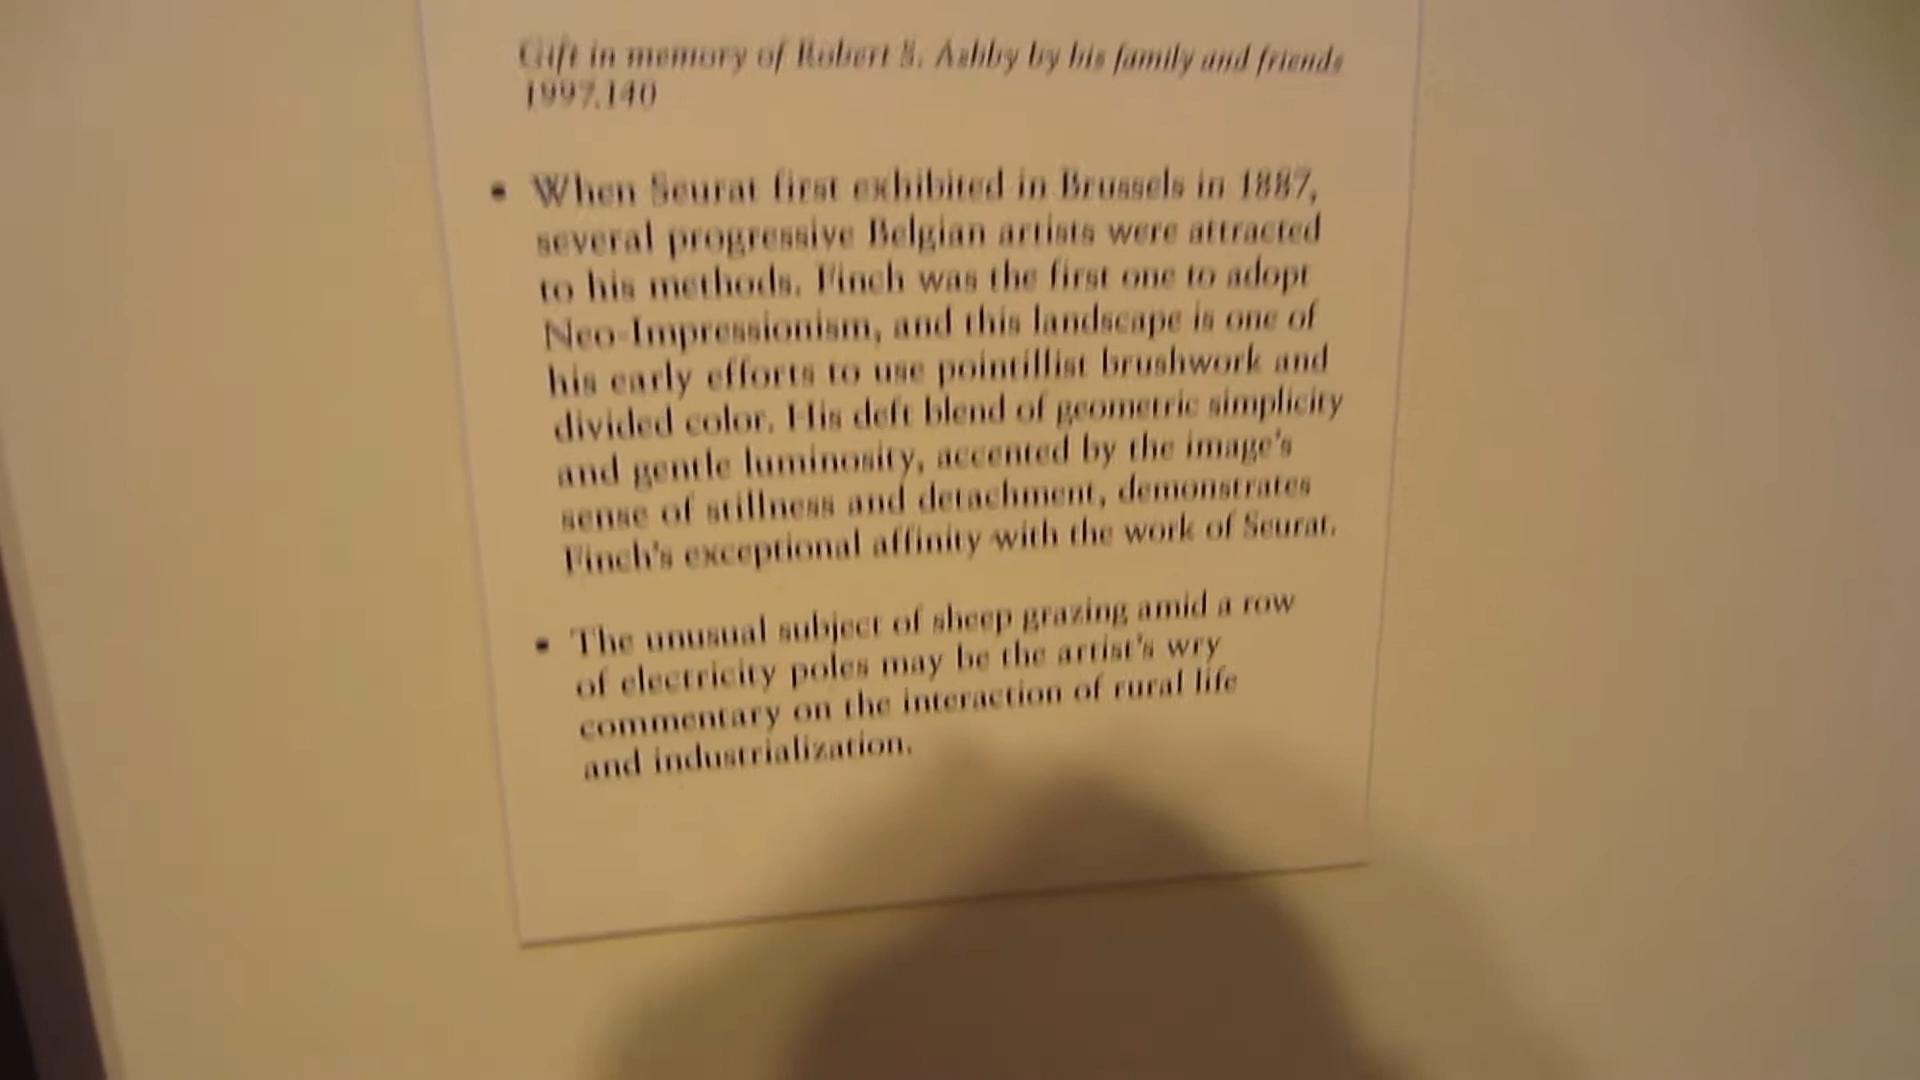 Gift in memory of Robert S. Ashby by his family and friends
1997.140
• When Seurat first exhibited in Brussels in 1887,
several progressive Belgian artists were attracted
to his methods. Finch was the first one to adopt
Neo-Impressionism, and this landscape is one of
his early efforts to use pointillist brushwork and
divided color. His deft blend of geometric simplicity
and gentle luminosity, accented by the image's
sense of stillness and detachment, demonstrates
Finch's exceptional affinity with the work of Seurat.
• The unusual subject of sheep grazing amid a row
of electricity poles may be the artist's wry
commentary on the interaction of rural life
and industrialization.